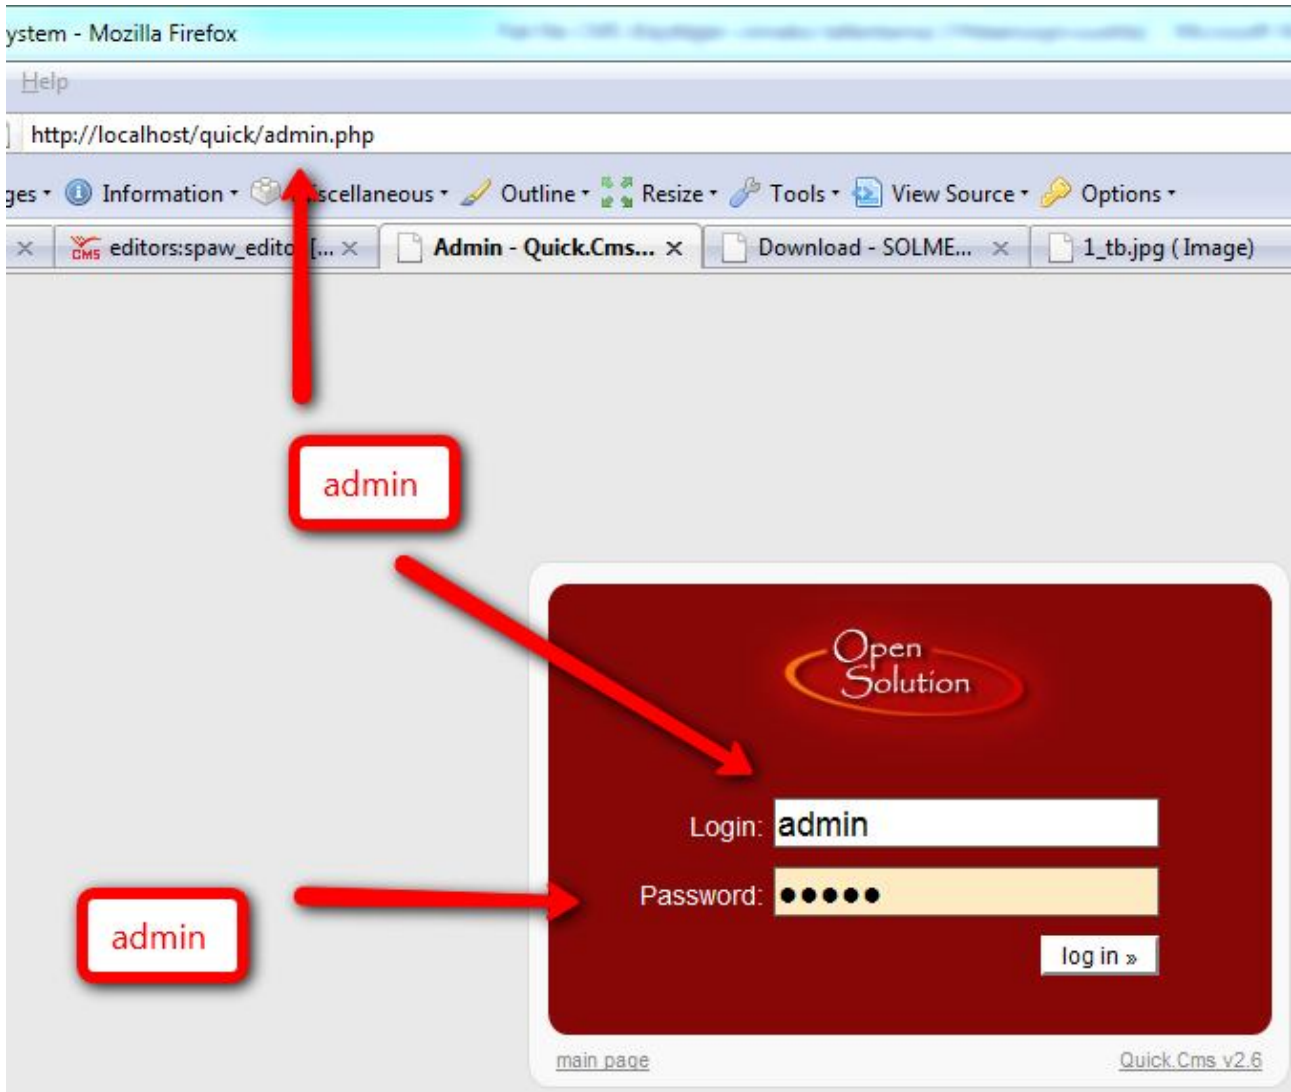 ystem - Mozilla Firefox
Help
http://localhost/quick/admin.php
ges Information scellaneous Outline Resize Tools View Source Options
CMS editors:spaw_edito [... Admin - Quick.Cms... Download - SOLME... 1_tb.jpg ( Image)
admin
Open
Solution
Login: admin
Password: •••••
admin
log in »
main page Quick.Cms v2.6